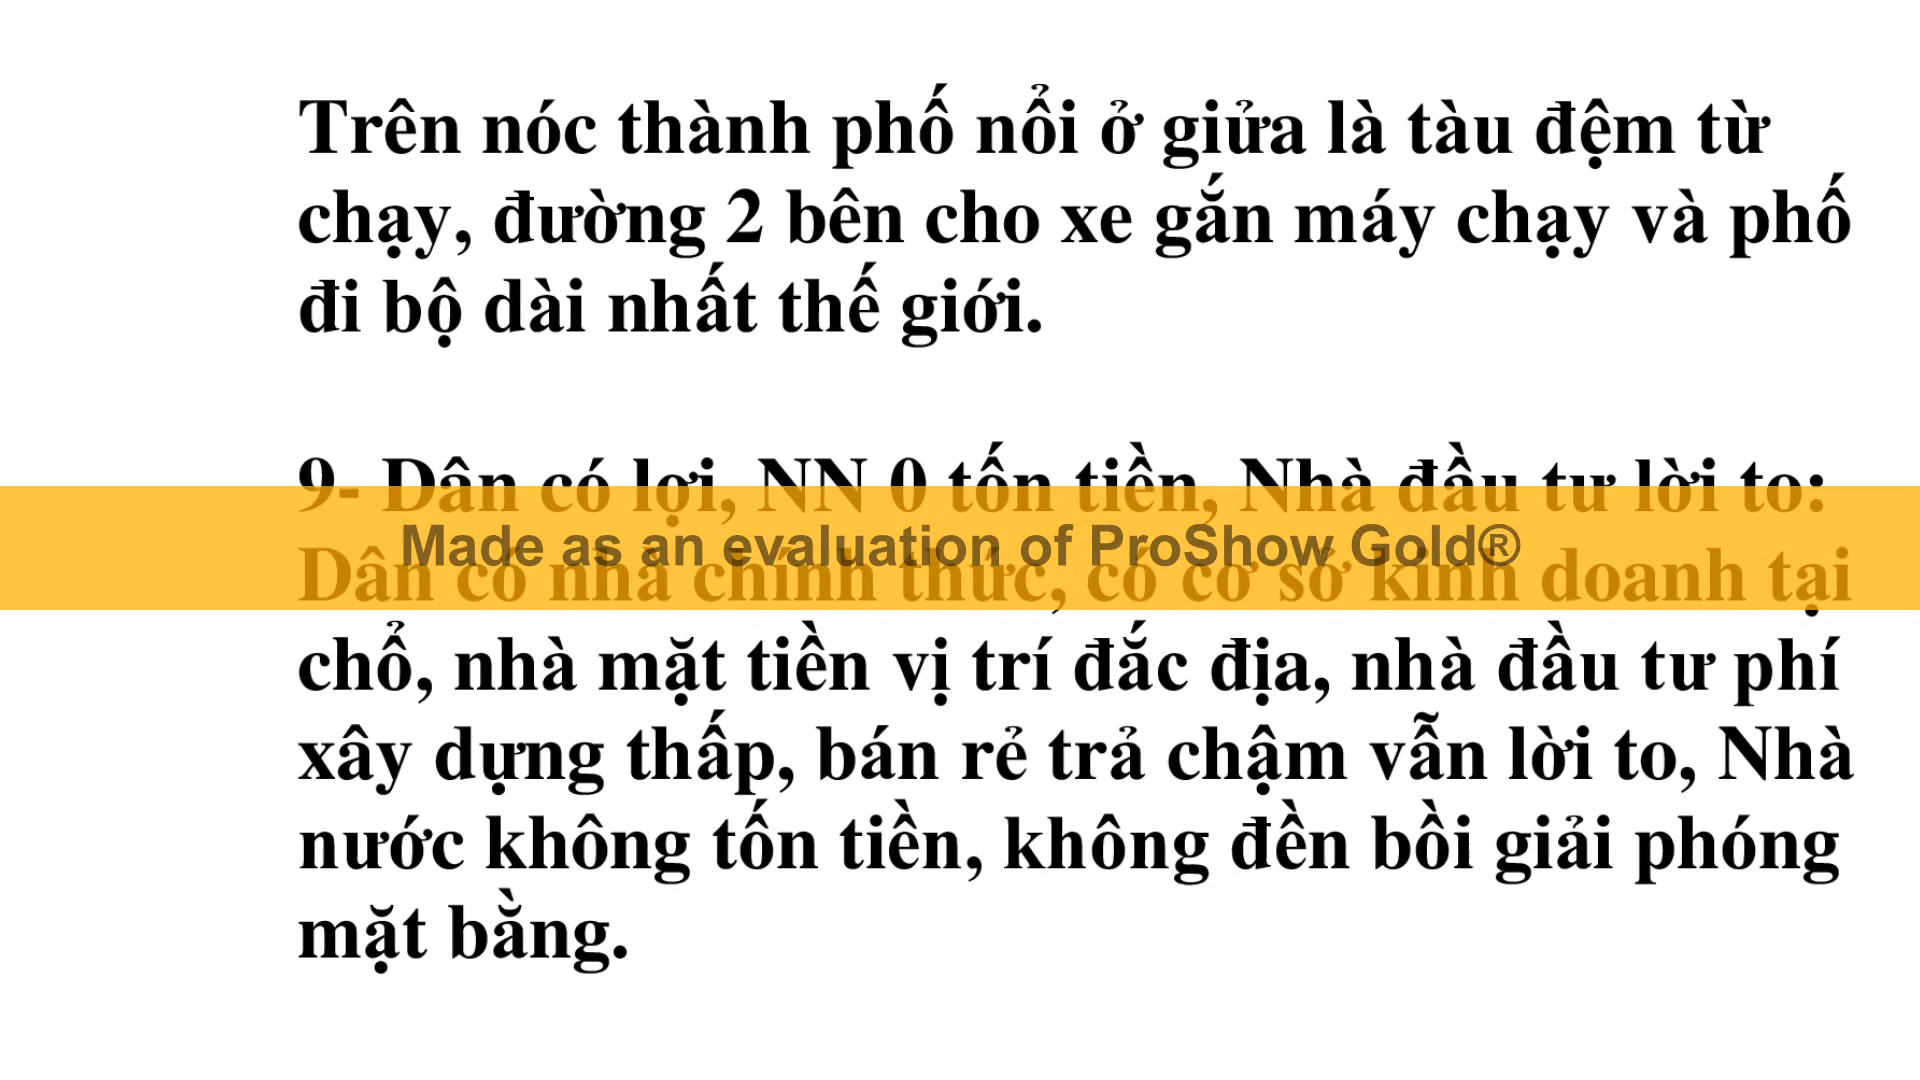 Trên nóc thành phố nổi ở giửa là tàu đệm từ
chạy, đường 2 bên cho xe gắn máy chạy và phố
đi bộ dài nhất thế giới.
9- Dân có lợi, NN 0 tốn tiền, Nhà đầu tư lời to:
Made as an evaluation of ProShow Gold®
Dân có nhà chính thức, có cơ sở kinh doanh tại
chổ, nhà mặt tiền vị trí đắc địa, nhà đầu tư phí
xây dựng thấp, bán rẻ trả chậm vẫn lời to, Nhà
nước không tốn tiền, không đền bồi giải phóng
mặt bằng.